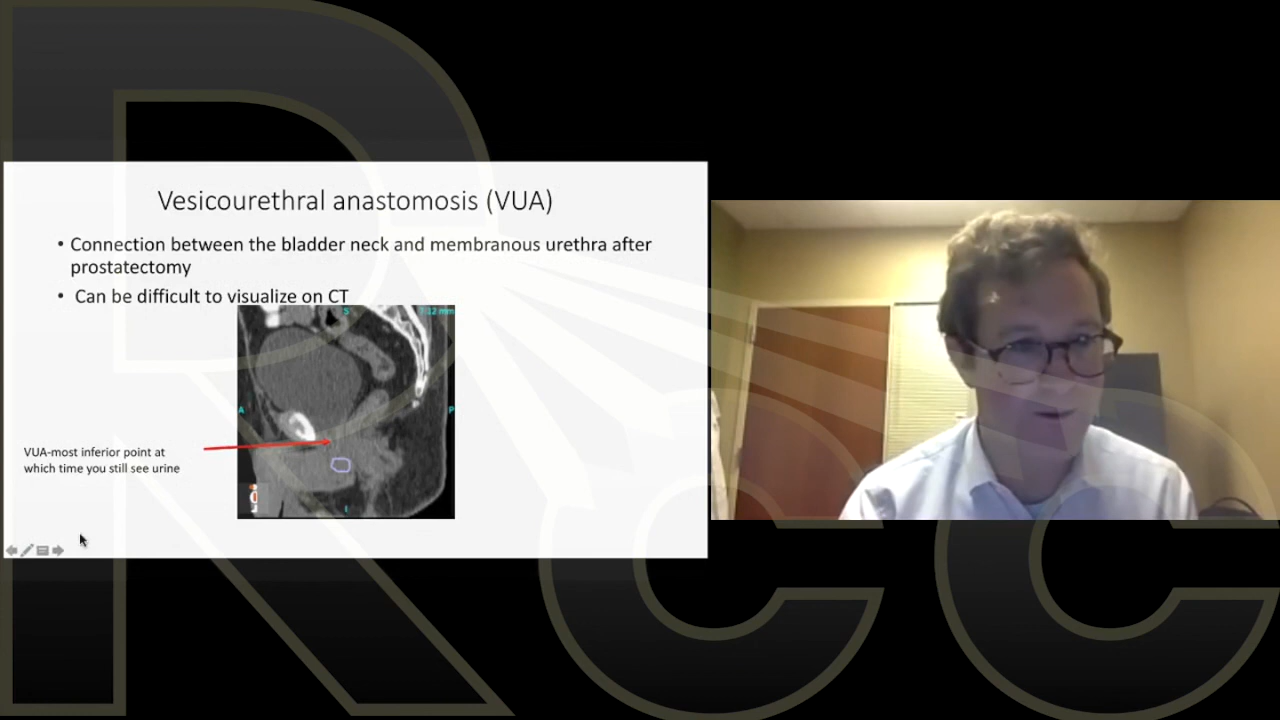 Vesicourethral anastomosis (VUA)
• Connection between the bladder neck and membranous urethra after
prostatectomy
• Can be difficult to visualize on CT
S
A
P
VUA-most inferior point at
which time you still see urine
I
RCC